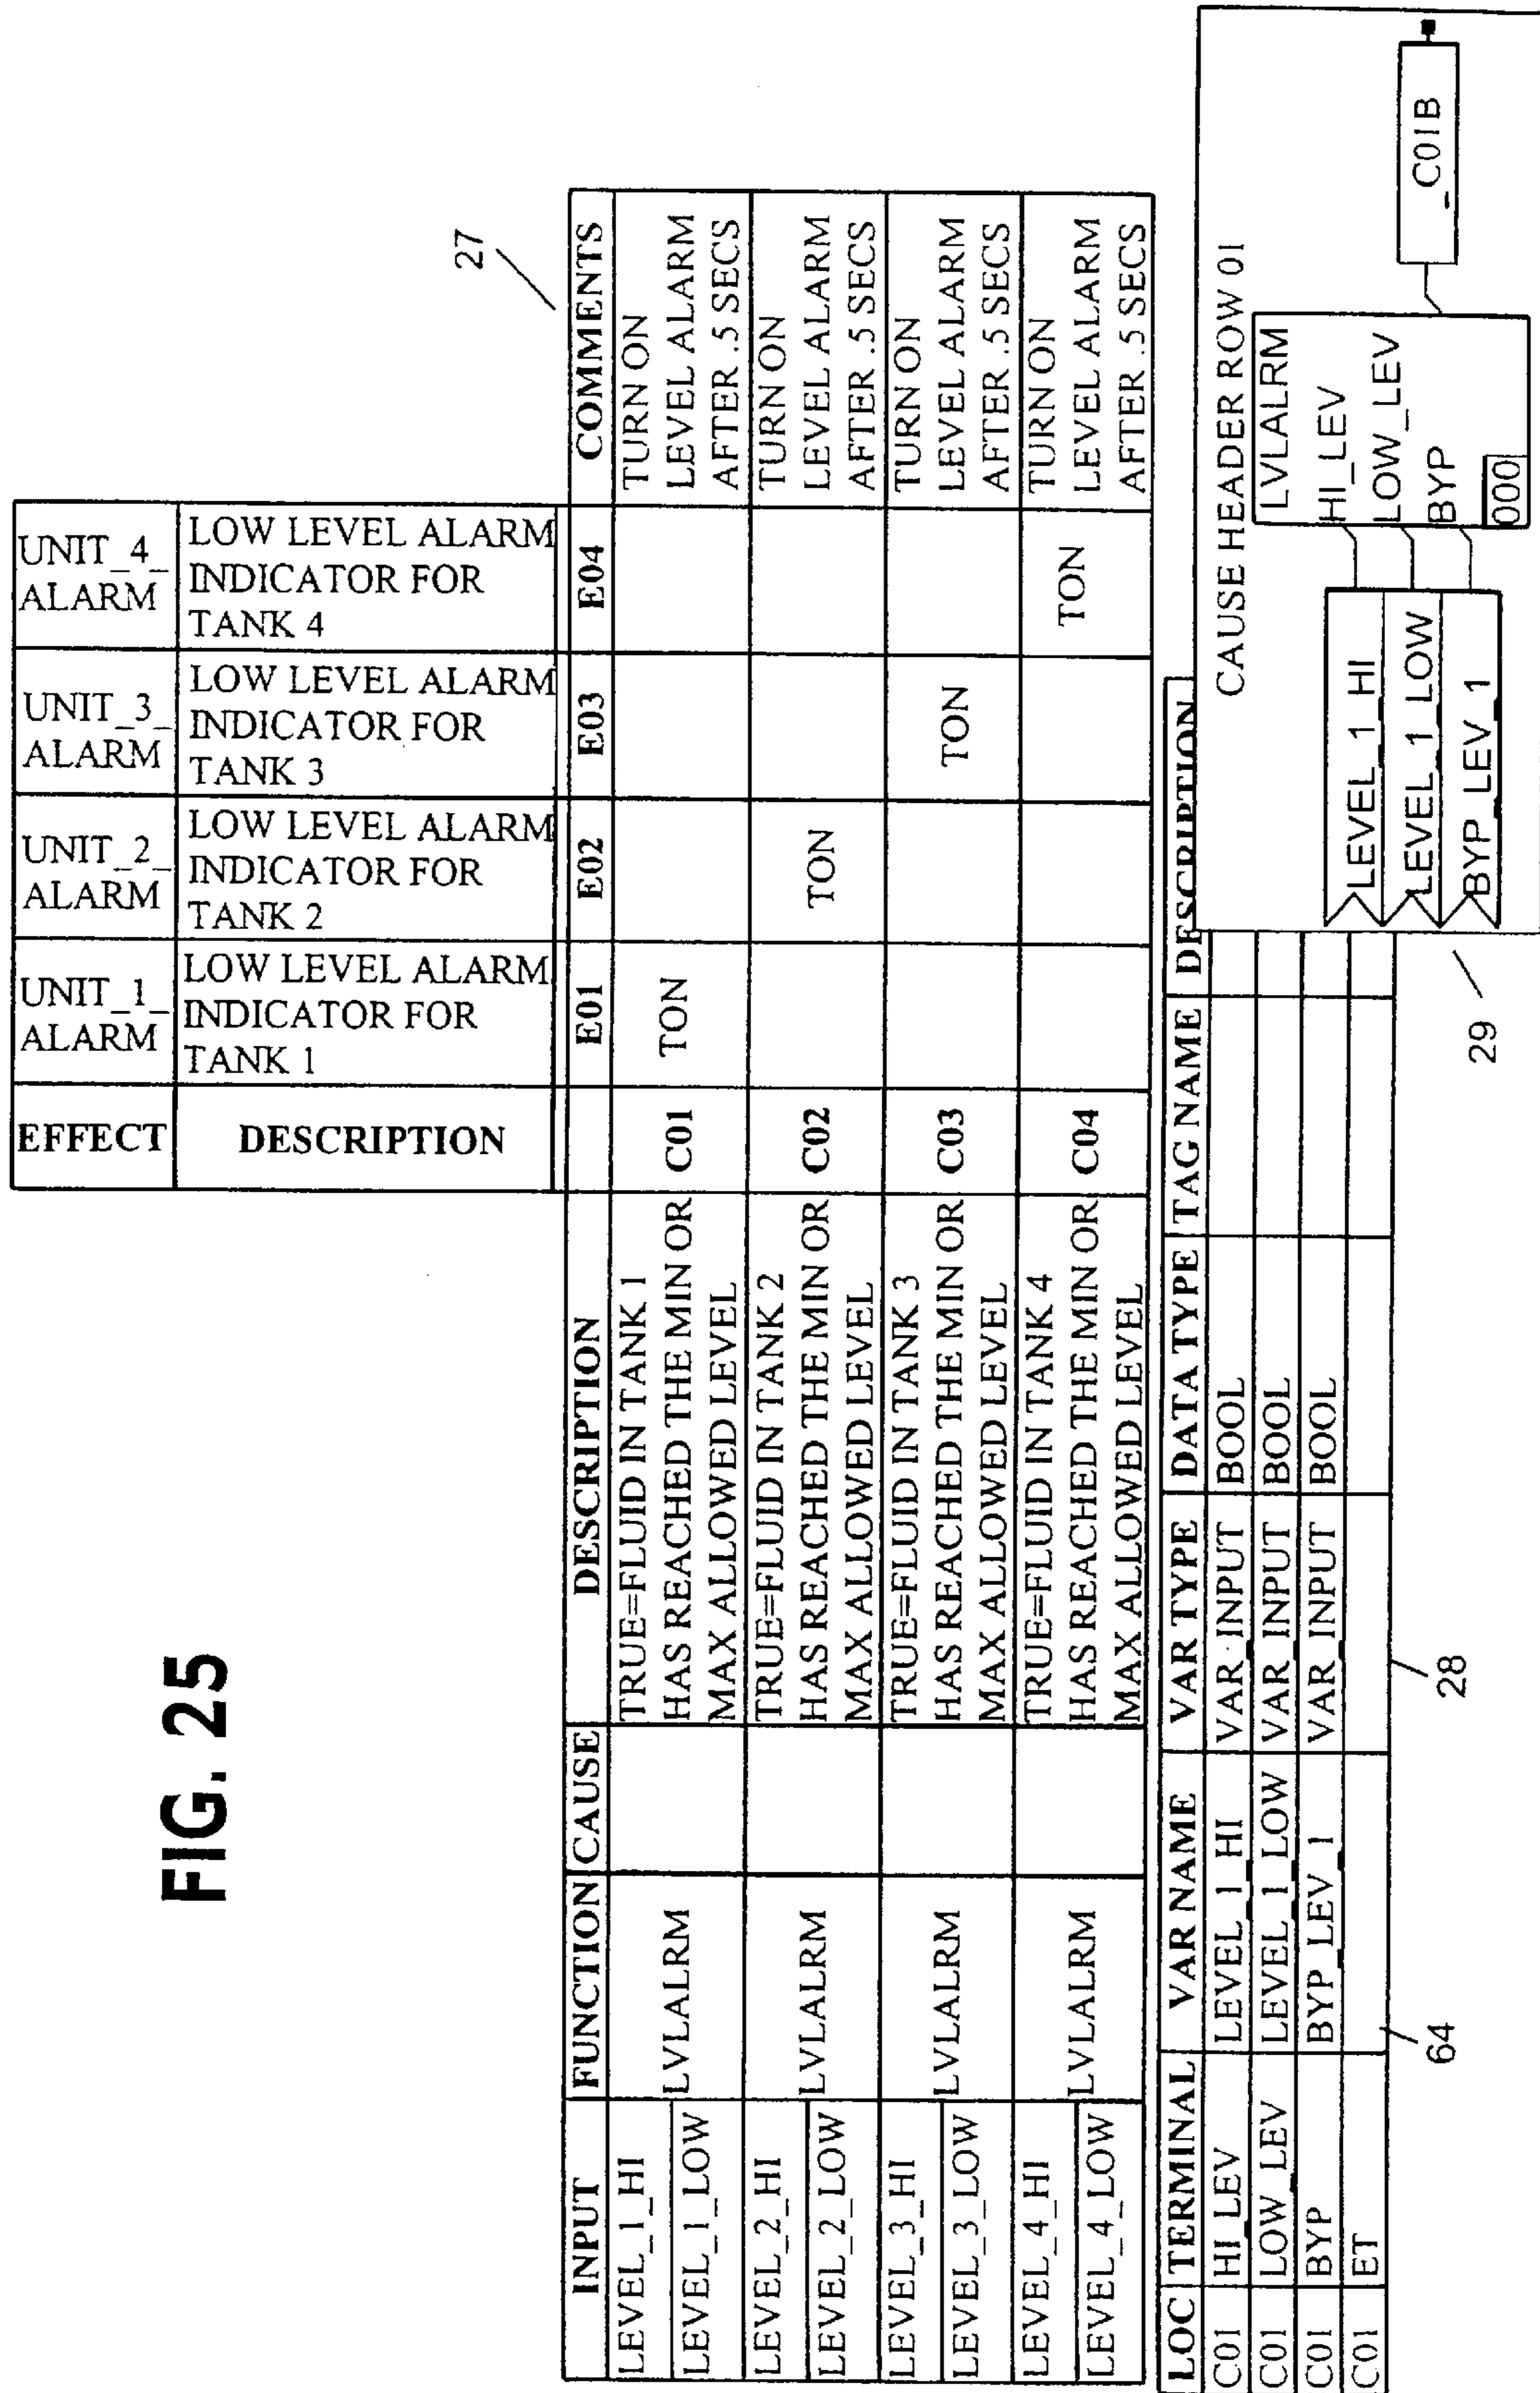 FIG. 25
EFFECT
UNIT_1_
ALARM
UNIT_2_
ALARM
UNIT_3_
ALARM
UNIT_4_
ALARM
DESCRIPTION
LOW LEVEL ALARM
INDICATOR FOR
TANK 1
LOW LEVEL ALARM
INDICATOR FOR
TANK 2
LOW LEVEL ALARM
INDICATOR FOR
TANK 3
LOW LEVEL ALARM
INDICATOR FOR
TANK 4
27
INPUT FUNCTION CAUSE DESCRIPTION E01 E02 E03 E04 COMMENTS
LEVEL_1_HI
LEVEL_1_LOW
LVLALRM
TRUE=FLUID IN TANK 1
HAS REACHED THE MIN OR
MAX ALLOWED LEVEL
C01
TON
TURN ON
LEVEL ALARM
AFTER .5 SECS
LEVEL_2_HI
LEVEL_2_LOW
LVLALRM
TRUE=FLUID IN TANK 2
HAS REACHED THE MIN OR
MAX ALLOWED LEVEL
C02
TON
TURN ON
LEVEL ALARM
AFTER .5 SECS
LEVEL_3_HI
LEVEL_3_LOW
LVLALRM
TRUE=FLUID IN TANK 3
HAS REACHED THE MIN OR
MAX ALLOWED LEVEL
C03
TON
TURN ON
LEVEL ALARM
AFTER .5 SECS
LEVEL_4_HI
LEVEL_4_LOW
LVLALRM
TRUE=FLUID IN TANK 4
HAS REACHED THE MIN OR
MAX ALLOWED LEVEL
C04
TON
TURN ON
LEVEL ALARM
AFTER .5 SECS
LOC TERMINAL VAR NAME VAR TYPE DATA TYPE TAG NAME DESCRIPTION
C01 HI_LEV LEVEL_1_HI VAR_INPUT BOOL
C01 LOW_LEV LEVEL_1_LOW VAR_INPUT BOOL
C01 BYP BYP_LEV_1 VAR_INPUT BOOL
C01 ET
64
28
29
CAUSE HEADER ROW 01
LEVEL_1_HI
LEVEL_1_LOW
BYP_LEV_1
LVLALRM
HI_LEV
LOW_LEV
BYP
000
_C01B